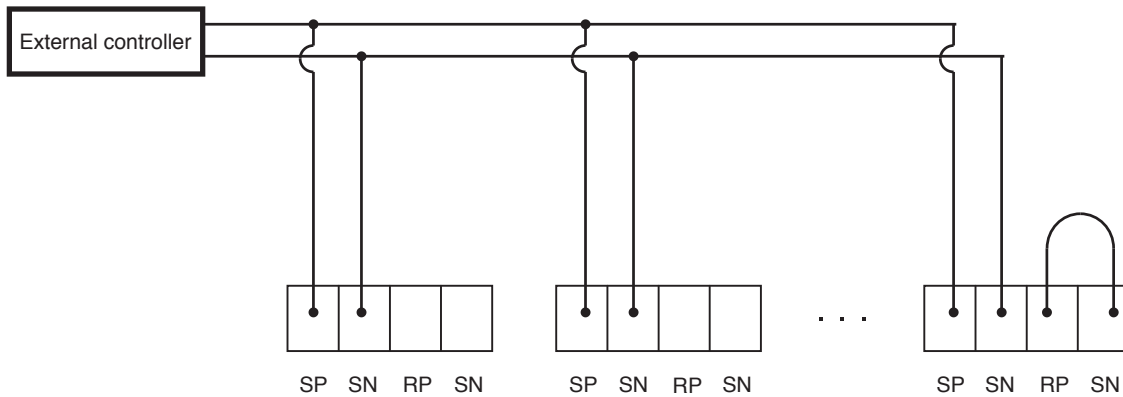 External controller
. . .
SP SN RP SN SP SN RP SN SP SN RP SN